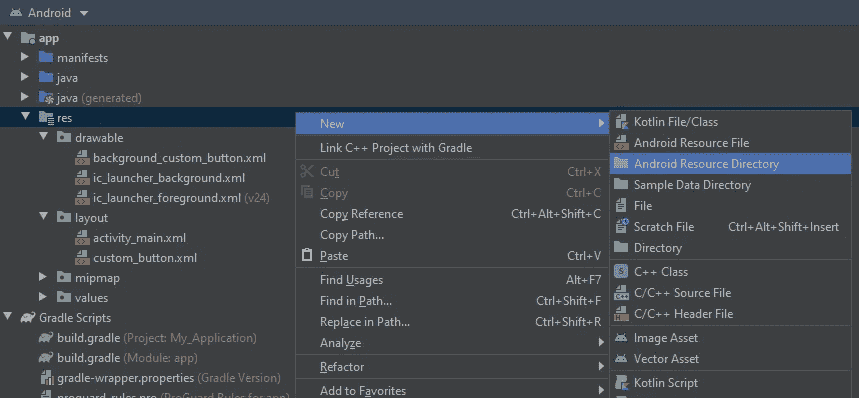 Android
app
manifests
java
java (generated)
res
drawable
background_custom_button.xml
ic_launcher_background.xml
ic_launcher_foreground.xml (v24)
layout
activity_main.xml
custom_button.xml
mipmap
values
Gradle Scripts
build.gradle (Project: My_Application)
build.gradle (Module: app)
gradle-wrapper.properties (Gradle Version)
proguard-rules.pro (ProGuard Rules for app)
New
Link C++ Project with Gradle
Cut Ctrl+X
Copy Ctrl+C
Copy Reference Ctrl+Alt+Shift+C
Copy Path...
Paste Ctrl+V
Find Usages Alt+F7
Find in Path... Ctrl+Shift+F
Replace in Path... Ctrl+Shift+R
Analyze
Refactor
Add to Favorites
Kotlin File/Class
Android Resource File
Android Resource Directory
Sample Data Directory
File
Scratch File Ctrl+Alt+Shift+Insert
Directory
C++ Class
C/C++ Source File
C/C++ Header File
Image Asset
Vector Asset
Kotlin Script